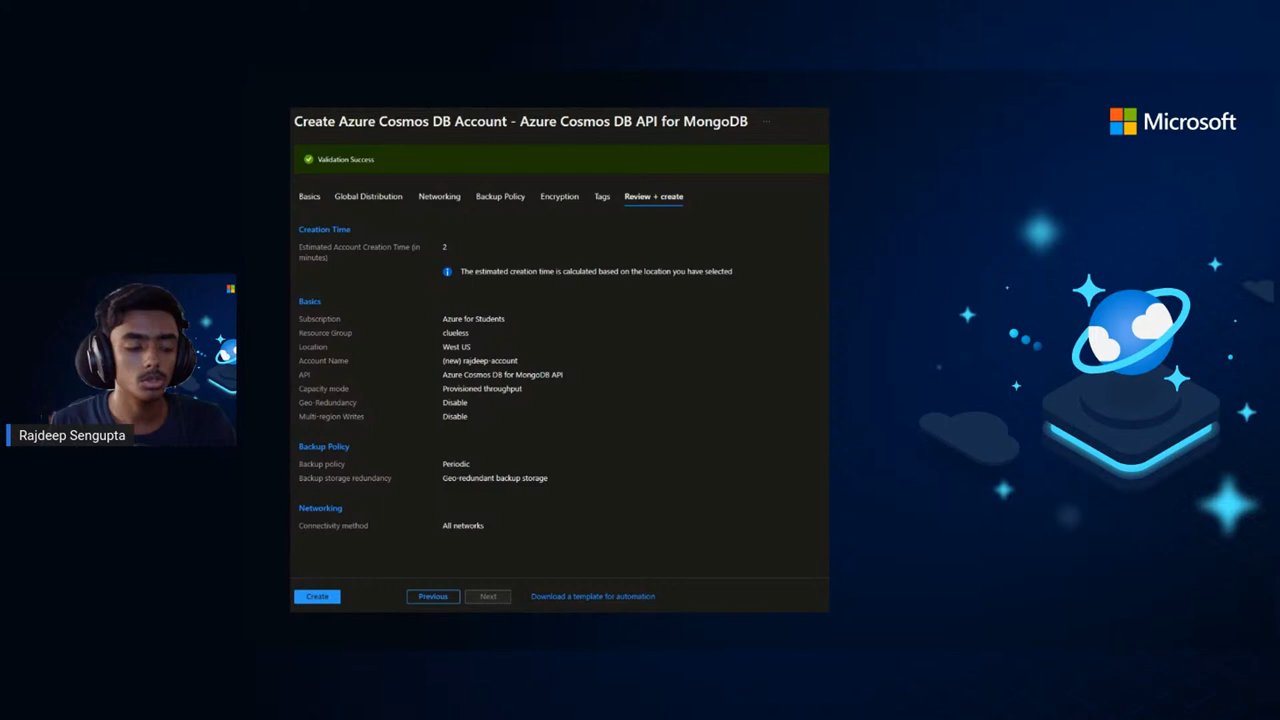 Create Azure Cosmos DB Account - Azure Cosmos DB API for MongoDB ...
Microsoft
Validation Success
Basics Global Distribution Networking Backup Policy Encryption Tags Review + create
Creation Time
Estimated Account Creation Time (in minutes) 2
The estimated creation time is calculated based on the location you have selected
Basics
Subscription Azure for Students
Resource Group clueless
Location West US
Account Name (new) rajdeep-account
API Azure Cosmos DB for MongoDB API
Capacity mode Provisioned throughput
Geo-Redundancy Disable
Multi-region Writes Disable
Rajdeep Sengupta
Backup Policy
Backup policy Periodic
Backup storage redundancy Geo-redundant backup storage
Networking
Connectivity method All networks
Create Previous Next Download a template for automation